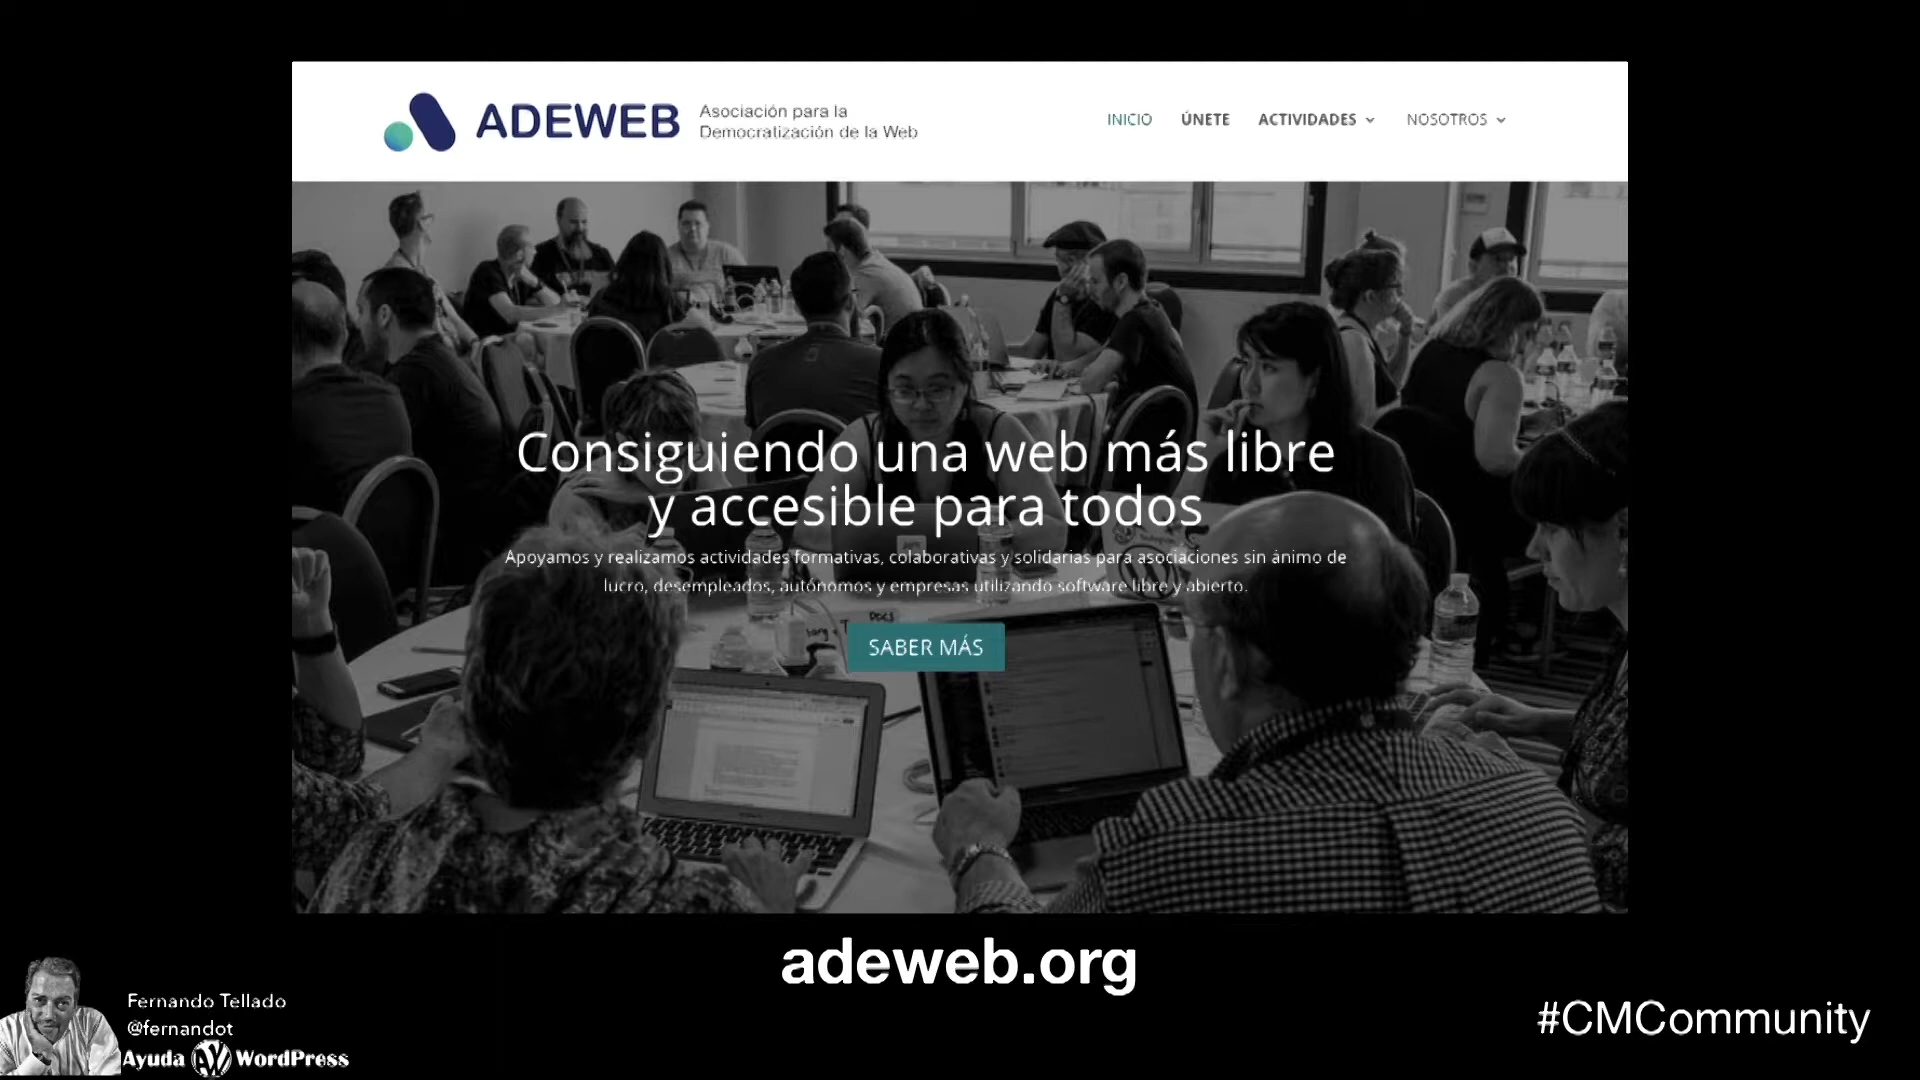 ADEWEB
Asociación para la
Democratización de la Web
INICIO
ÚNETE
ACTIVIDADES
NOSOTROS
Consiguiendo una web más libre
y accesible para todos
Apoyamos y realizamos actividades formativas, colaborativas y solidarias para asociaciones sin ánimo de
lucro, desempleados, autónomos y empresas utilizando software libre y abierto.
DOCS
SABER MÁS
adeweb.org
Fernando Tellado
@fernandot
Ayuda WordPress
#CMCommunity